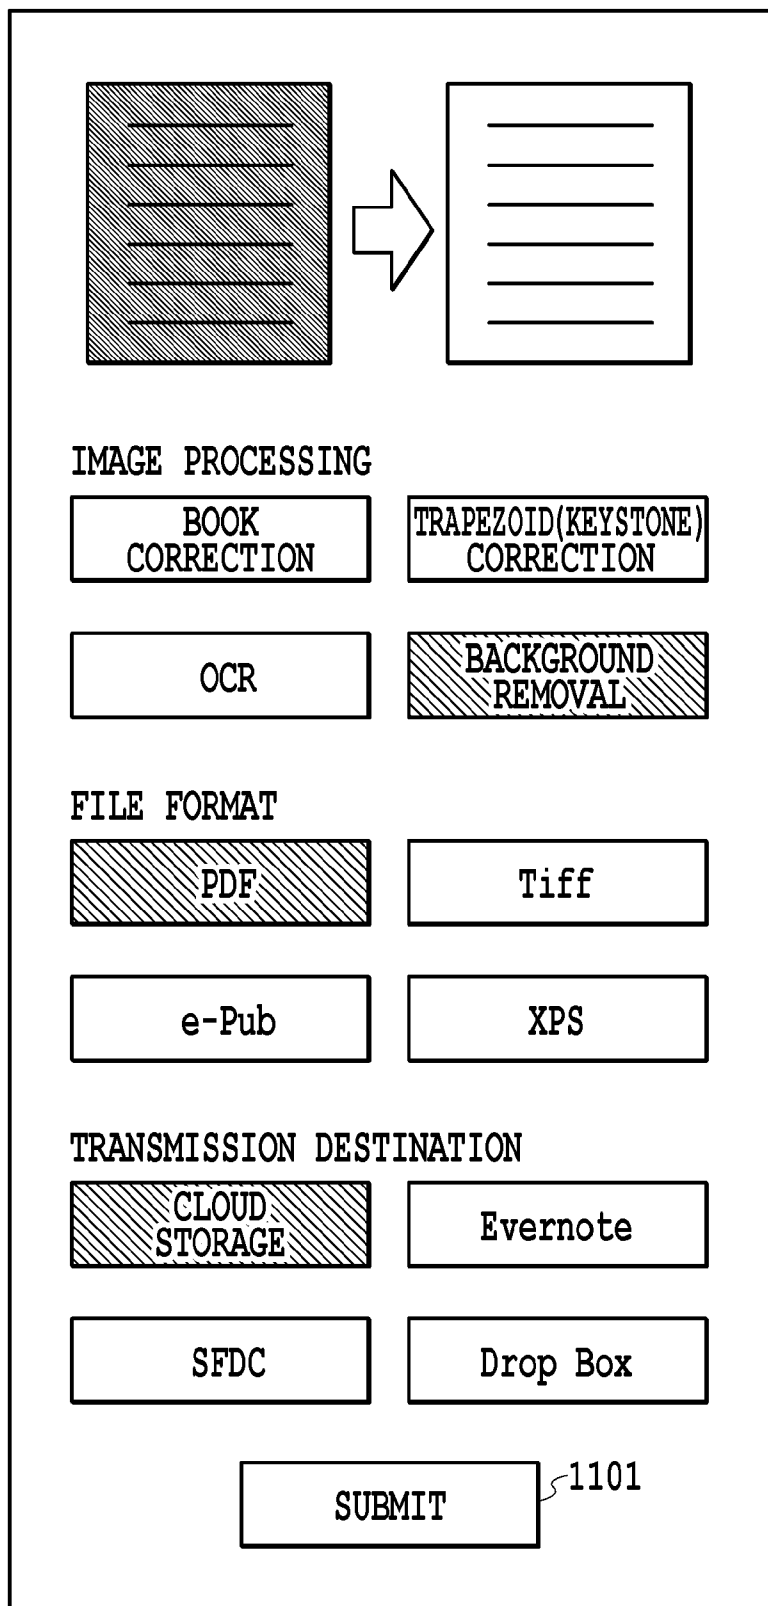 IMAGE PROCESSING
BOOK
CORRECTION
TRAPEZOID(KEYSTONE)
CORRECTION
OCR
BACKGROUND
REMOVAL
FILE FORMAT
PDF
Tiff
e-Pub
XPS
TRANSMISSION DESTINATION
CLOUD
STORAGE
Evernote
SFDC
Drop Box
SUBMIT
1101